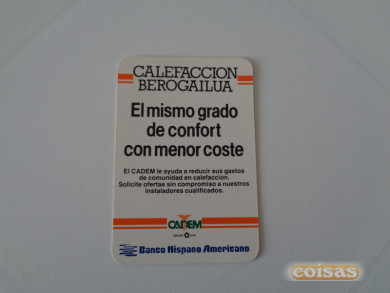 CALEFACCION
BEROGAILUA
El mismo grado
de confort
con menor coste
El CADEM le ayuda a reducir sus gastos
de comunidad en calefacción.
Solicite ofertas sin compromiso a nuestros
instaladores cualificados.
CADEM
Banco Hispano Americano
coisas